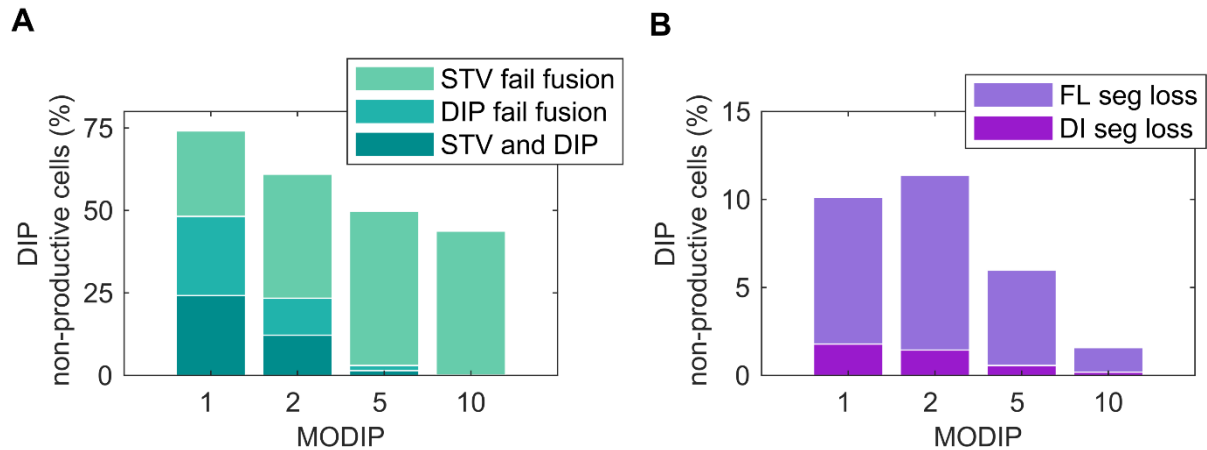 A
STV fail fusion
DIP fail fusion
STV and DIP
DIP
non-productive cells (%)
75
50
25
0
1 2 5 10
MODIP
B
FL seg loss
DI seg loss
DIP
non-productive cells (%)
15
10
5
0
1 2 5 10
MODIP